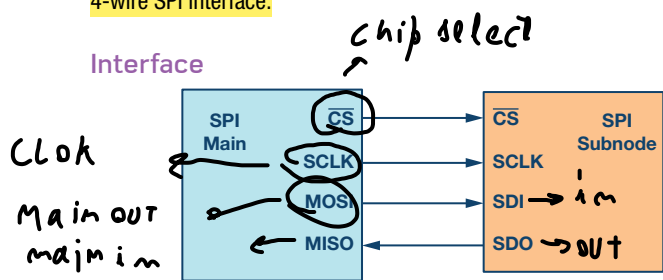 4-wire SPI interface.
chip select
Interface
SPI
Main
CS
SCLK
MOSI
MISO
CS
SCLK
SDI
SDO
SPI
Subnode
CLOK
Main OUT
main in
in
OUT